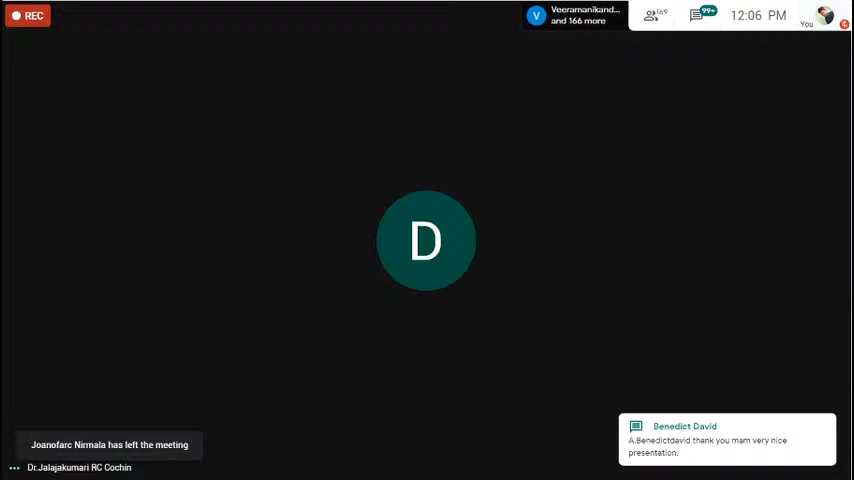 REC
V
Veeramanikand...
and 166 more
169
99+
12:06 PM
You
D
Joanofarc Nirmala has left the meeting
Dr.Jalajakumari RC Cochin
Benedict David
A.Benedictdavid thank you mam very nice
presentation.